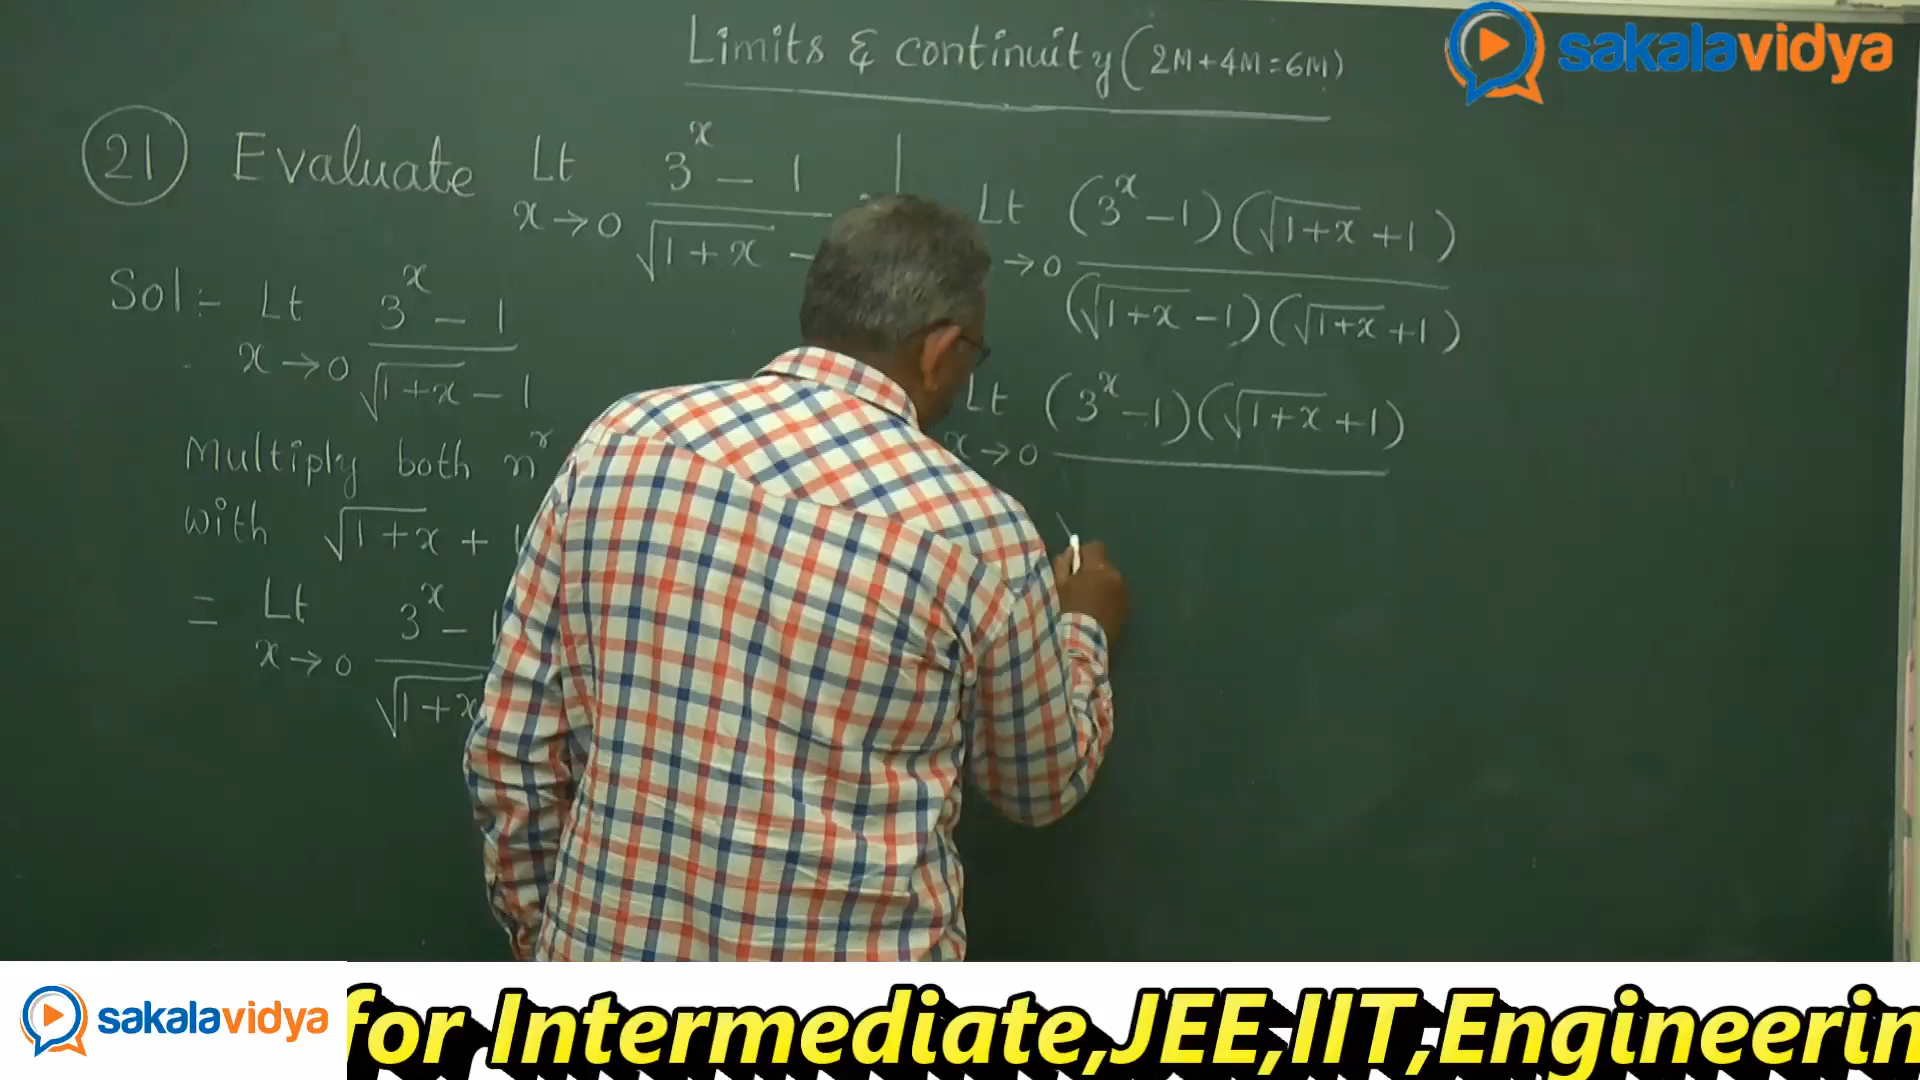 Limits & continuity (2M+4M=6M)
sakalavidya
21 Evaluate Lt x→0 3^x - 1 / √1+x -
Sol:- Lt x→0 3^x - 1 / √1+x - 1
Multiply both n^r
with √1+x +
= Lt x→0 3^x - 1 / √1+x
Lt →0 (3^x -1)(√1+x +1) / (√1+x -1)(√1+x +1)
Lt x→0 (3^x -1)(√1+x +1)
sakalavidya
for Intermediate,JEE,IIT,Engineerin